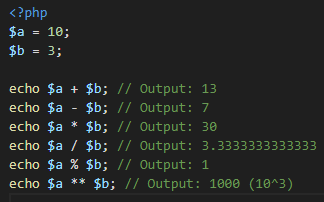 <?php
$a = 10;
$b = 3;
echo $a + $b; // Output: 13
echo $a - $b; // Output: 7
echo $a * $b; // Output: 30
echo $a / $b; // Output: 3.3333333333333
echo $a % $b; // Output: 1
echo $a ** $b; // Output: 1000 (10^3)